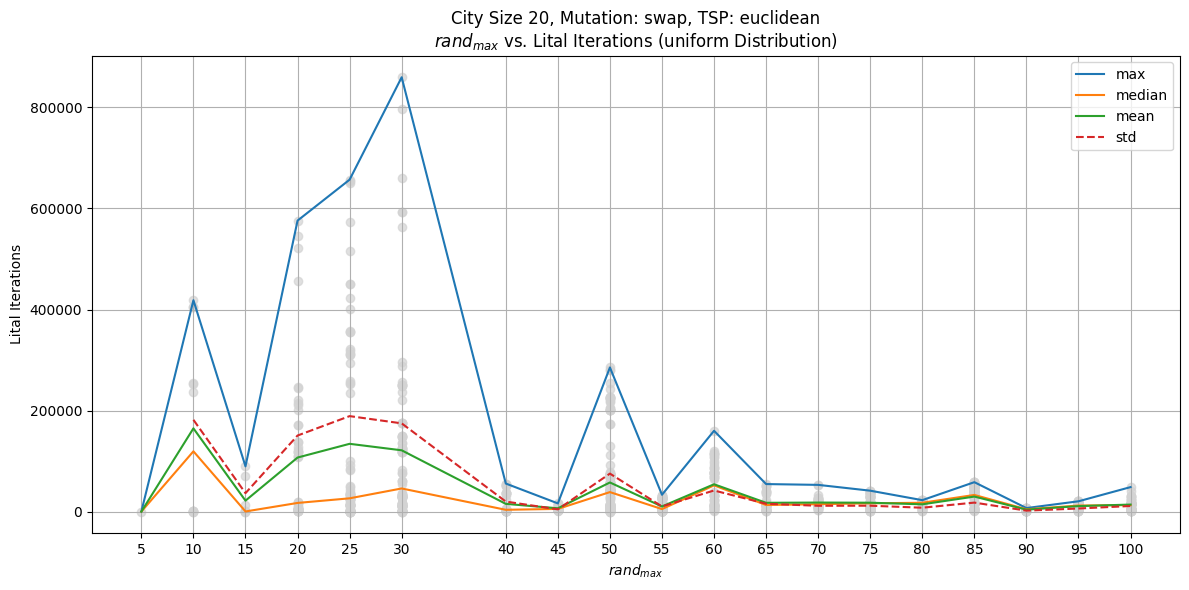 City Size 20, Mutation: swap, TSP: euclidean
rand_max vs. Lital Iterations (uniform Distribution)
max
median
mean
std
Lital Iterations
800000
600000
400000
200000
0
5 10 15 20 25 30 40 45 50 55 60 65 70 75 80 85 90 95 100
rand_max